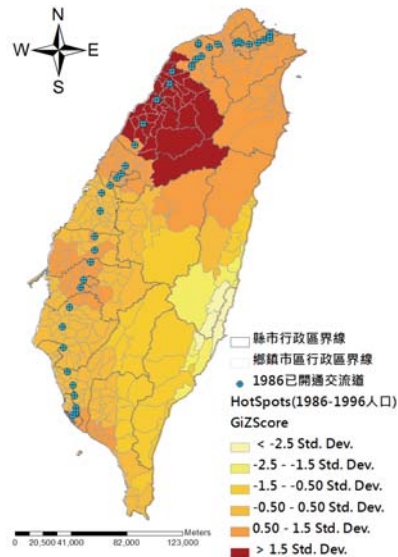 N
W E
S
縣市行政區界線
鄉鎮市區行政區界線
1986已開通交流道
HotSpots(1986-1996人口)
GiZScore
< -2.5 Std. Dev.
-2.5 - -1.5 Std. Dev.
-1.5 - -0.50 Std. Dev.
-0.50 - 0.50 Std. Dev.
0.50 - 1.5 Std. Dev.
> 1.5 Std. Dev.
Meters
0 20,500 41,000 82,000 123,000